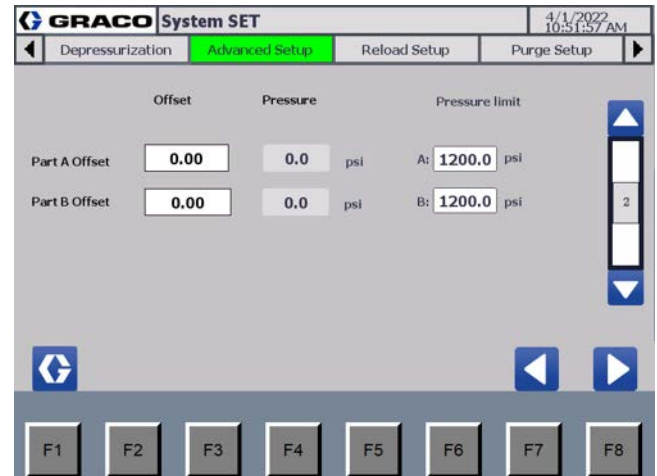 GRACO System SET 4/1/2022
10:51:57 AM
Depressurization Advanced Setup Reload Setup Purge Setup
Offset Pressure Pressure limit
Part A Offset 0.00 0.0 psi A: 1200.0 psi
Part B Offset 0.00 0.0 psi B: 1200.0 psi
2
F1 F2 F3 F4 F5 F6 F7 F8